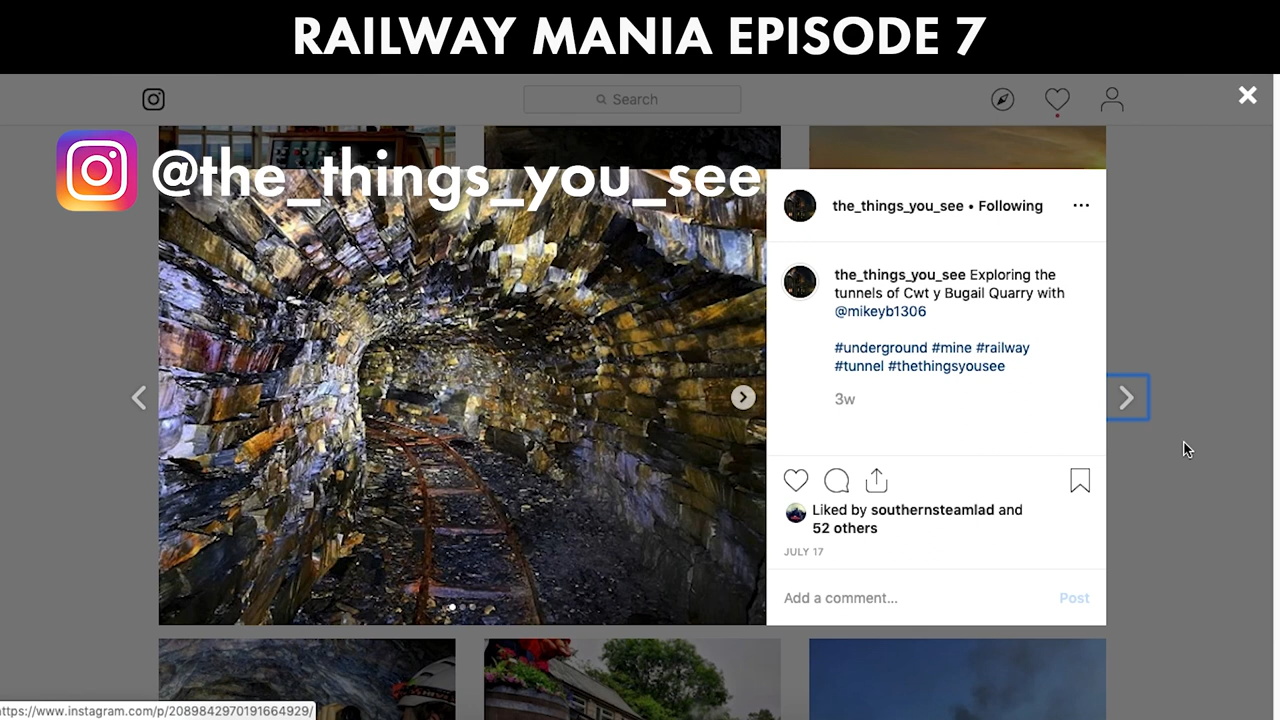 RAILWAY MANIA EPISODE 7
Search
@the_things_you_see
the_things_you_see • Following
the_things_you_see Exploring the
tunnels of Cwt y Bugail Quarry with
@mikeyb1306
#underground #mine #railway
#tunnel #thethingsyousee
3w
Liked by southernsteamlad and
52 others
JULY 17
Add a comment...
Post
https://www.instagram.com/p/2089842970191664929/